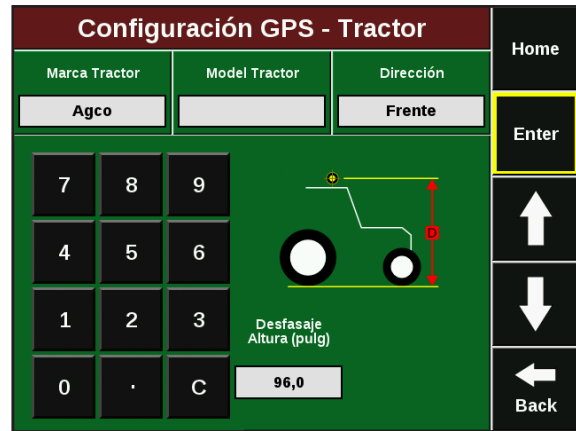 Configuración GPS - Tractor
Marca Tractor
Model Tractor
Dirección
Agco
Frente
7
8
9
4
5
6
1
2
3
0
.
C
D
Desfasaje
Altura (pulg)
96,0
Home
Enter
Back